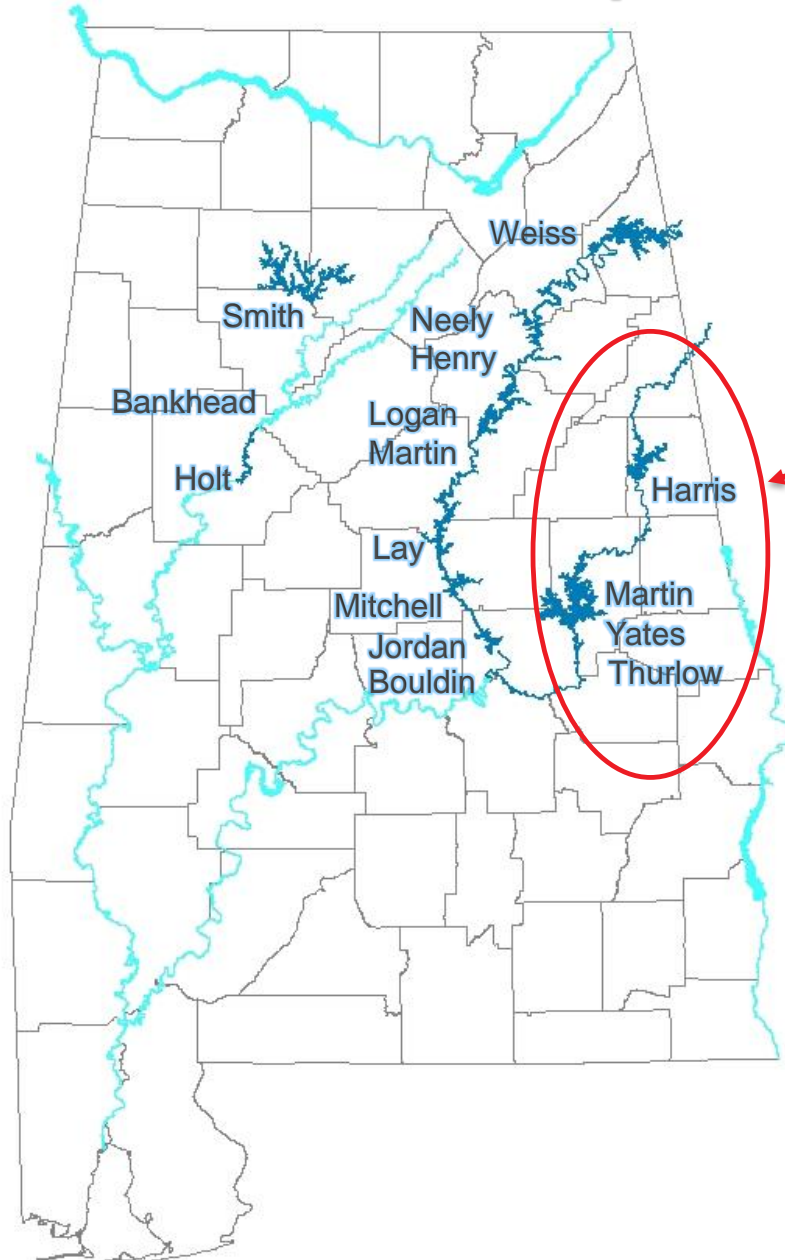 Weiss
Smith
Neely
Henry
Bankhead
Logan
Martin
Holt
Harris
Lay
Mitchell
Martin
Jordan
Yates
Bouldin
Thurlow